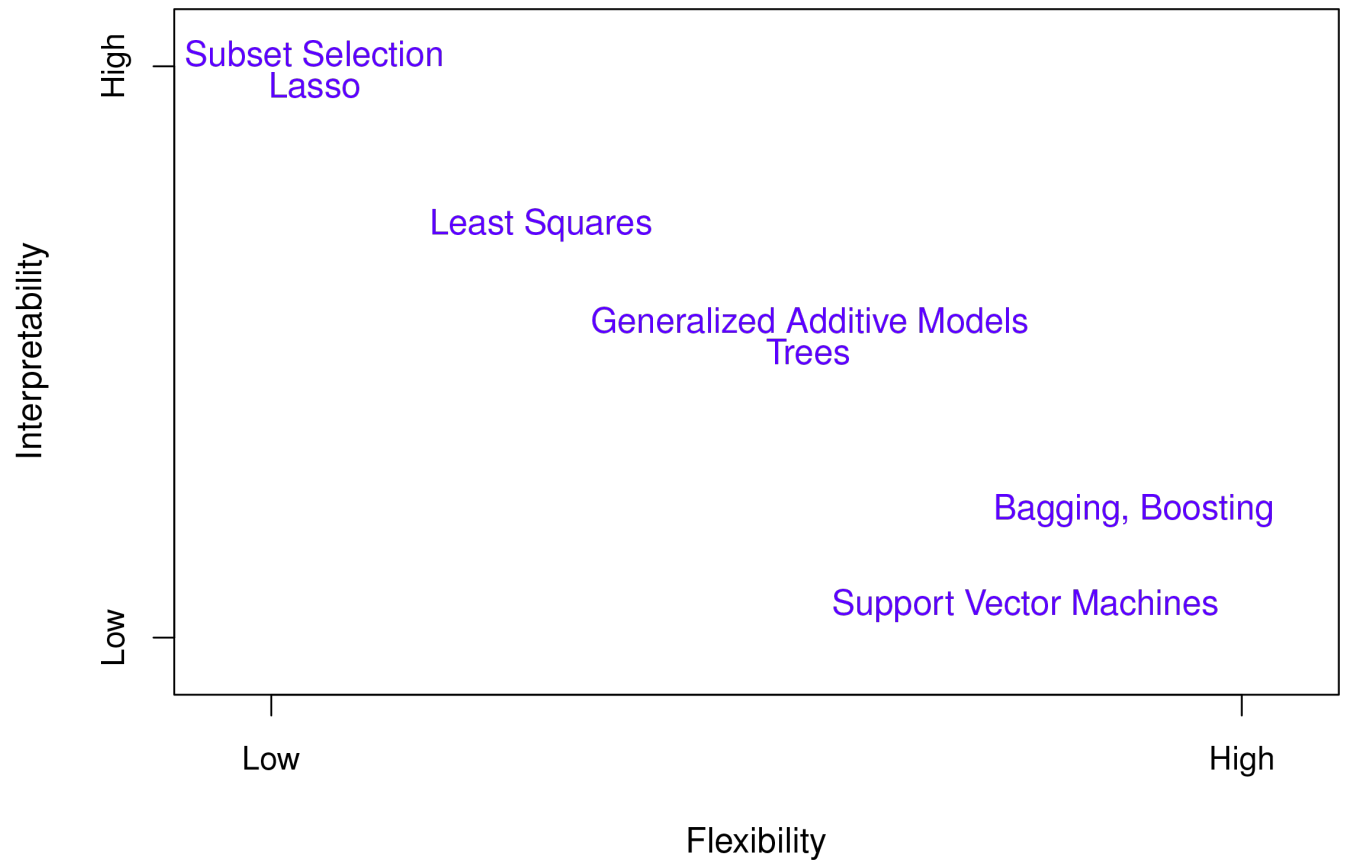 High
Subset Selection
Lasso
Least Squares
Generalized Additive Models
Trees
Interpretability
Bagging, Boosting
Support Vector Machines
Low
Low
High
Flexibility